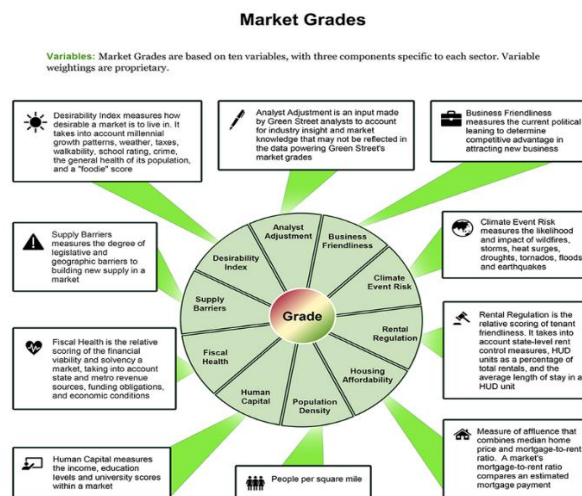 Market Grades
Variables: Market Grades are based on ten variables, with three components specific to each sector. Variable
weightings are proprietary.
Desirability Index measures how
desirable a market is to live in. It
takes into account millennial
growth patterns, weather, taxes,
walkability, school rating, crime,
the general health of its population,
and a "foodie" score
Analyst Adjustment is an input made
by Green Street analysts to account
for industry insight and market
knowledge that may not be reflected in
the data powering Green Street's
market grades
Business Friendliness
measures the current political
leaning to determine
competitive advantage in
attracting new business
Supply Barriers
measures the degree of
legislative and
geographic barriers to
building new supply in a
market
Climate Event Risk
measures the likelihood
and impact of wildfires,
storms, heat surges,
droughts, tornados, floods
and earthquakes
Fiscal Health is the relative
scoring of the financial
viability and solvency a
market, taking into account
state and metro revenue
sources, funding obligations,
and economic conditions
Rental Regulation is the
relative scoring of tenant
friendliness. It takes into
account state-level rent
control measures, HUD
units as a percentage of
total rentals, and the
average length of stay in a
HUD unit
Human Capital measures
the income, education
levels and university scores
within a market
People per square mile
Measure of affluence that
combines median home
price and mortgage-to-rent
ratio. A market's
mortgage-to-rent ratio
compares an estimated
mortgage payment
Analyst
Adjustment
Business
Friendliness
Climate
Event Risk
Rental
Regulation
Housing
Affordability
Population
Density
Human
Capital
Fiscal
Health
Supply
Barriers
Desirability
Index
Grade